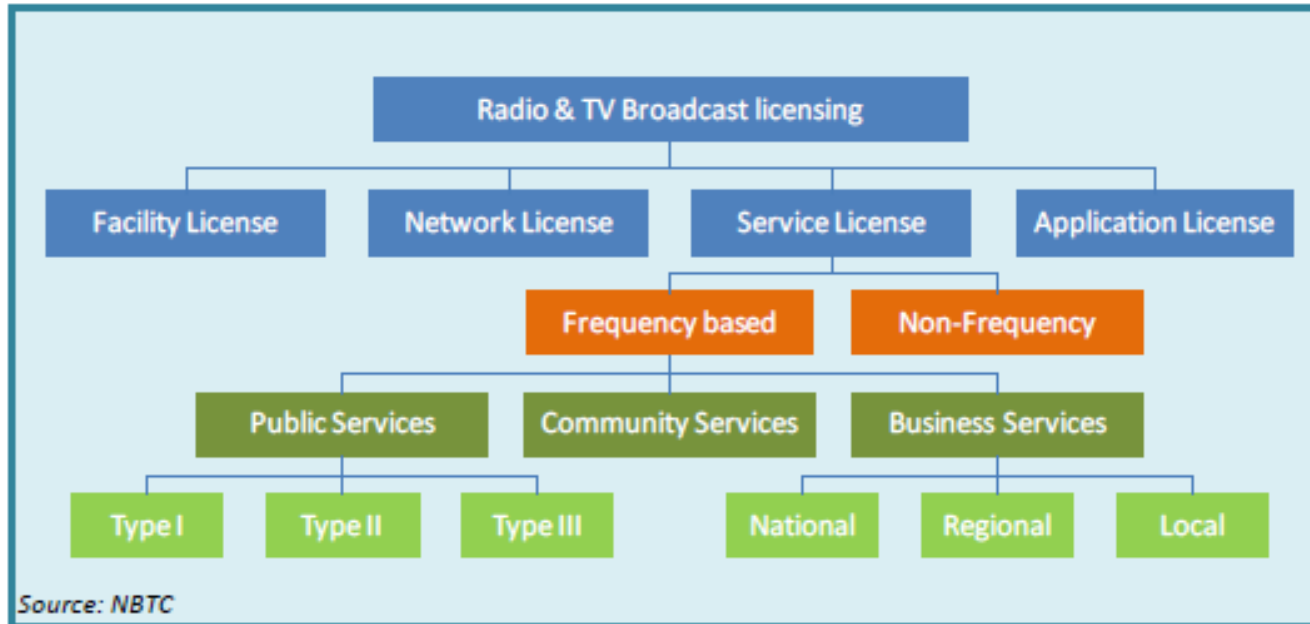 Radio & TV Broadcast licensing
Facility License
Network License
Service License
Application License
Frequency based
Non-Frequency
Public Services
Community Services
Business Services
Type I
Type II
Type III
National
Regional
Local
Source: NBTC